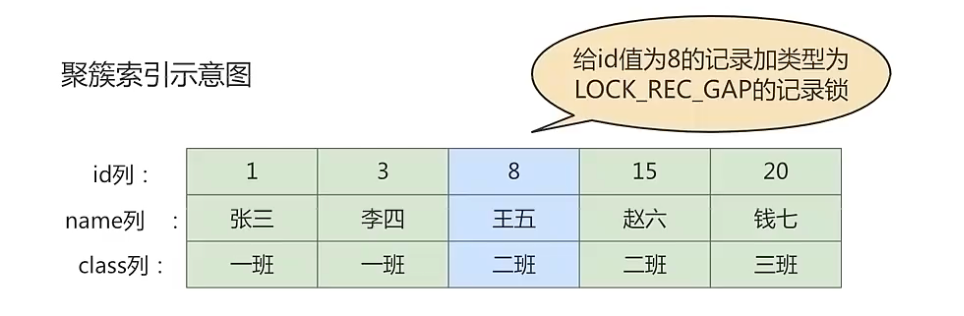 给id值为8的记录加类型为
LOCK_REC_GAP的记录锁
聚簇索引示意图
id列： 1 3 8 15 20
name列 ： 张三 李四 王五 赵六 钱七
class列： 一班 一班 二班 二班 三班